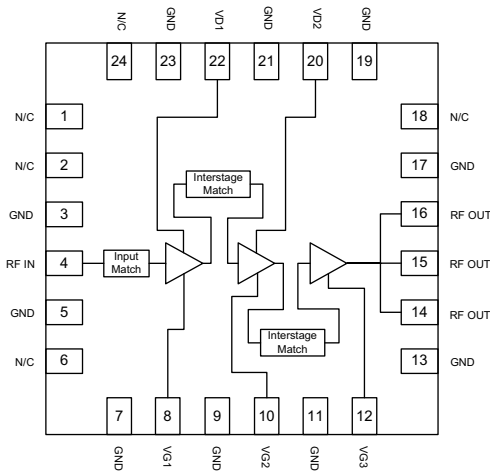 N/C
GND
VD1
GND
VD2
GND
24
23
22
21
20
19
N/C
1
18
N/C
N/C
2
17
GND
GND
3
Interstage
Match
16
RF OUT
RF IN
4
Input
Match
15
RF OUT
GND
5
14
RF OUT
N/C
6
Interstage
Match
13
GND
7
8
9
10
11
12
GND
VG1
GND
VG2
GND
VG3